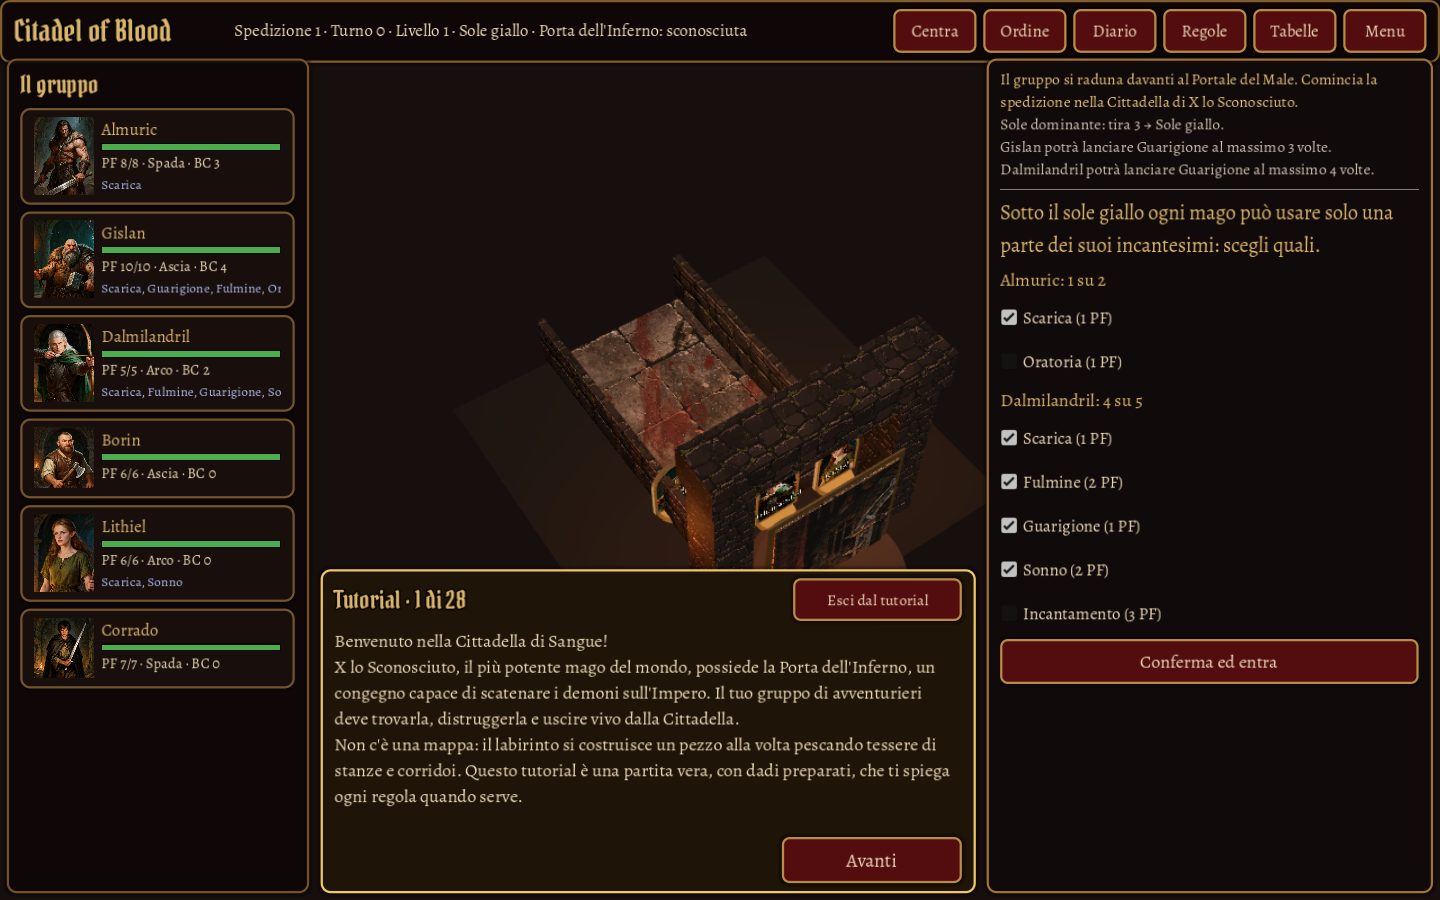 Citadel of Blood
Spedizione 1 · Turno 0 · Livello 1 · Sole giallo · Porta dell'Inferno: sconosciuta
Centra
Ordine
Diario
Regole
Tabelle
Menu
Il gruppo
Almuric
PF 8/8 · Spada · BC 3
Scarica
Gislan
PF 10/10 · Ascia · BC 4
Scarica, Guarigione, Fulmine, Or
Dalmilandril
PF 5/5 · Arco · BC 2
Scarica, Fulmine, Guarigione, So
Borin
PF 6/6 · Ascia · BC 0
Lithiel
PF 6/6 · Arco · BC 0
Scarica, Sonno
Corrado
PF 7/7 · Spada · BC 0
Tutorial · 1 di 28
Esci dal tutorial
Benvenuto nella Cittadella di Sangue!
X lo Sconosciuto, il più potente mago del mondo, possiede la Porta dell'Inferno, un
congegno capace di scatenare i demoni sull'Impero. Il tuo gruppo di avventurieri
deve trovarla, distruggerla e uscire vivo dalla Cittadella.
Non c'è una mappa: il labirinto si costruisce un pezzo alla volta pescando tessere di
stanze e corridoi. Questo tutorial è una partita vera, con dadi preparati, che ti spiega
ogni regola quando serve.
Avanti
Il gruppo si raduna davanti al Portale del Male. Comincia la
spedizione nella Cittadella di X lo Sconosciuto.
Sole dominante: tira 3 → Sole giallo.
Gislan potrà lanciare Guarigione al massimo 3 volte.
Dalmilandril potrà lanciare Guarigione al massimo 4 volte.
Sotto il sole giallo ogni mago può usare solo una
parte dei suoi incantesimi: scegli quali.
Almuric: 1 su 2
Scarica (1 PF)
Oratoria (1 PF)
Dalmilandril: 4 su 5
Scarica (1 PF)
Fulmine (2 PF)
Guarigione (1 PF)
Sonno (2 PF)
Incantamento (3 PF)
Conferma ed entra